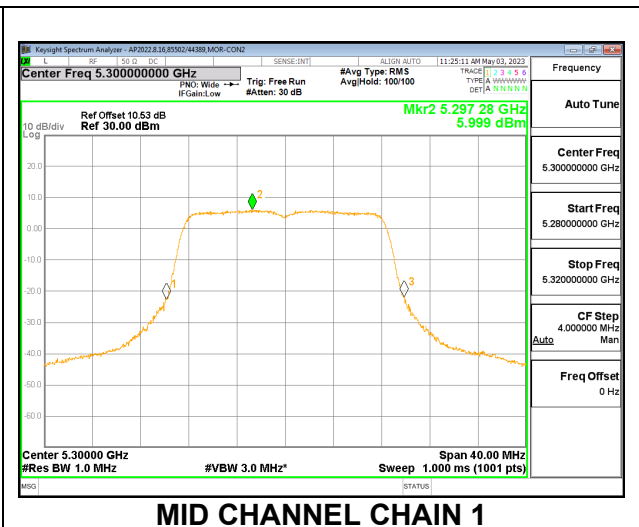 Keysight Spectrum Analyzer - AP2022.8.16,85502/44389,MOR-CON2
L RF 50 Ω DC SENSE:INT ALIGN AUTO 11:25:11 AM May 03, 2023
Center Freq 5.300000000 GHz
PNO: Wide
IFGain:Low
Trig: Free Run
#Atten: 30 dB
#Avg Type: RMS
Avg|Hold: 100/100
TRACE 1 2 3 4 5 6
TYPE A WWWWW
DET A N N N N N
Frequency
Auto Tune
Center Freq
5.300000000 GHz
Start Freq
5.280000000 GHz
Stop Freq
5.320000000 GHz
CF Step
4.000000 MHz
Auto Man
Freq Offset
0 Hz
Mkr2 5.297 28 GHz
5.999 dBm
Ref Offset 10.53 dB
10 dB/div Ref 30.00 dBm
Log
20.0
10.0
0.00
-10.0
-20.0
-30.0
-40.0
-50.0
-60.0
2
1
3
Center 5.30000 GHz Span 40.00 MHz
#Res BW 1.0 MHz #VBW 3.0 MHz* Sweep 1.000 ms (1001 pts)
MSG STATUS
MID CHANNEL CHAIN 1